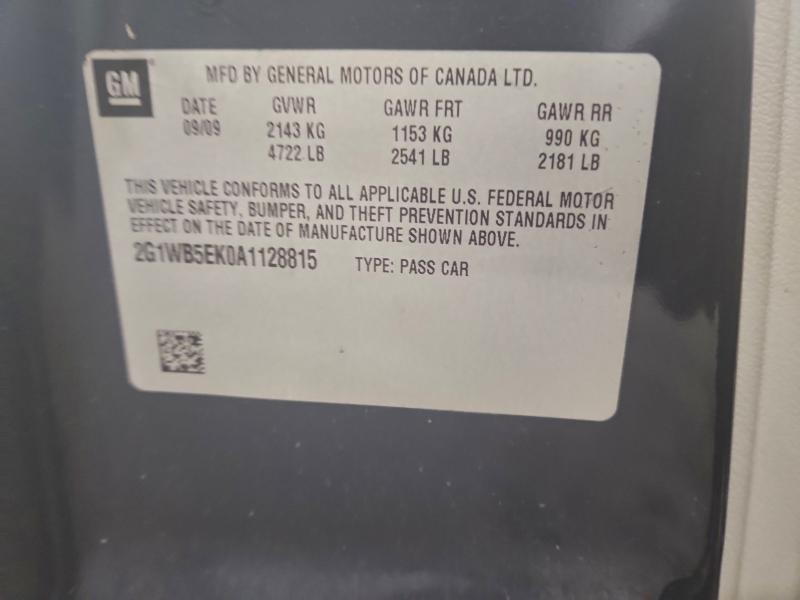 GM
MFD BY GENERAL MOTORS OF CANADA LTD.
DATE GVWR GAWR FRT GAWR RR
09/09 2143 KG 1153 KG 990 KG
4722 LB 2541 LB 2181 LB
THIS VEHICLE CONFORMS TO ALL APPLICABLE U.S. FEDERAL MOTOR
VEHICLE SAFETY, BUMPER, AND THEFT PREVENTION STANDARDS IN
EFFECT ON THE DATE OF MANUFACTURE SHOWN ABOVE.
2G1WB5EK0A1128815 TYPE: PASS CAR